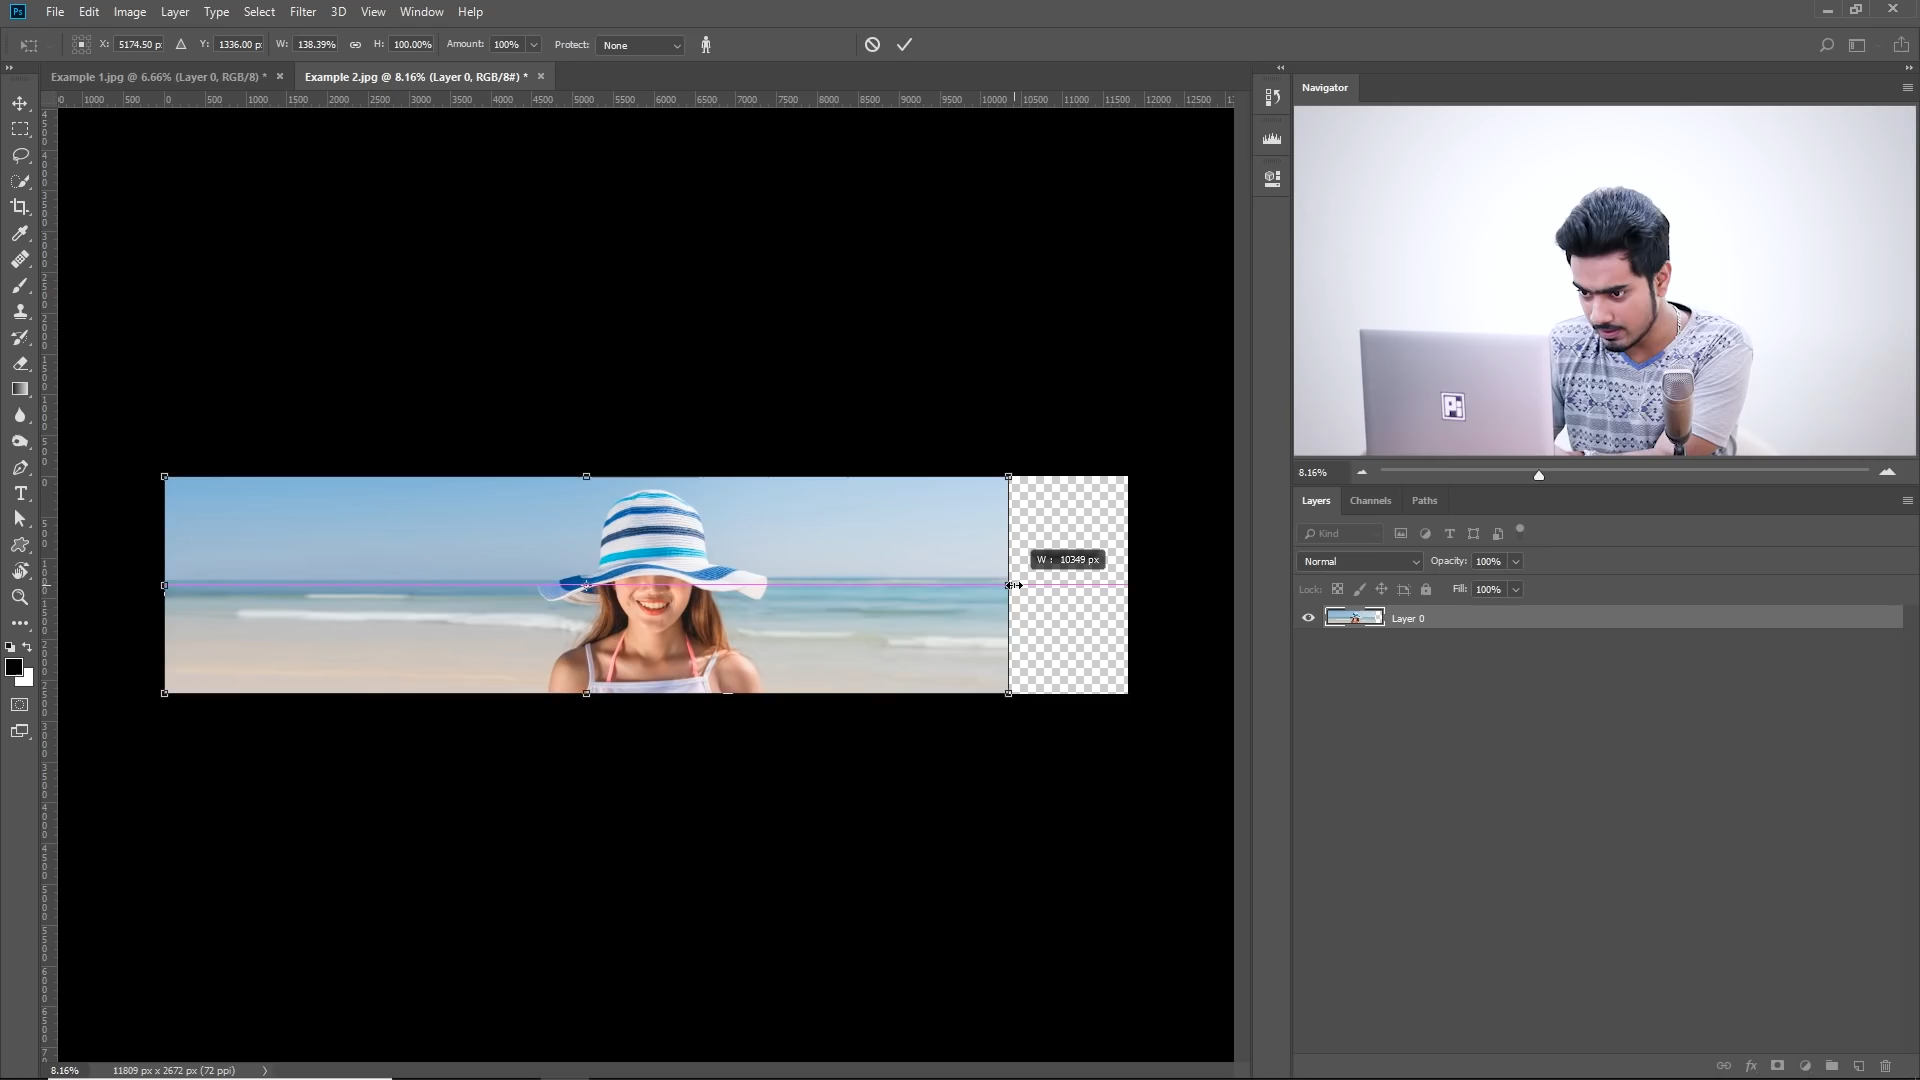 Ps File Edit Image Layer Type Select Filter 3D View Window Help
X: 5174.50 p Y: 1336.00 p W: 138.39% H: 100.00% Amount: 100% Protect: None
Example 1.jpg @ 6.66% (Layer 0, RGB/8) * Example 2.jpg @ 8.16% (Layer 0, RGB/8#) *
0 1000 500 0 500 1000 1500 2000 2500 3000 3500 4000 4500 5000 5500 6000 6500 7000 7500 8000 8500 9000 9500 10000 10500 11000 11500 12000 12500
Navigator
8.16%
Layers Channels Paths
Kind
Normal Opacity: 100%
Lock: Fill: 100%
Layer 0
W : 10349 px
8.16% 11809 px x 2672 px (72 ppi)